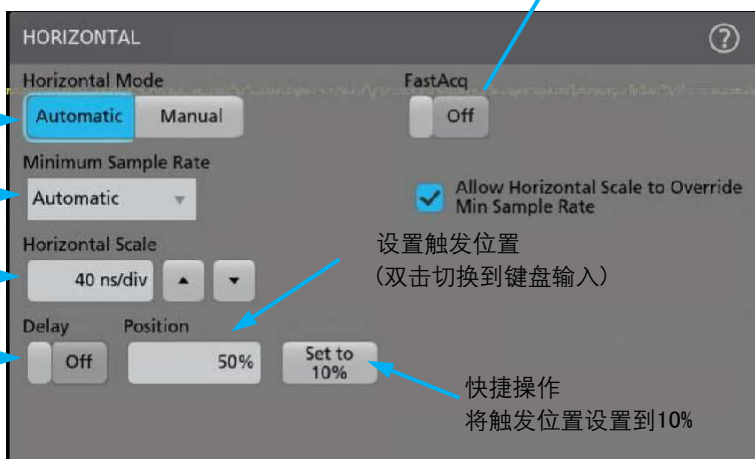 HORIZONTAL
?
Horizontal Mode
FastAcq
Automatic
Manual
Off
Minimum Sample Rate
Automatic
Allow Horizontal Scale to Override
Min Sample Rate
Horizontal Scale
设置触发位置
(双击切换到键盘输入)
40 ns/div
Delay
Position
Off
50%
Set to
10%
快捷操作
将触发位置设置到10%